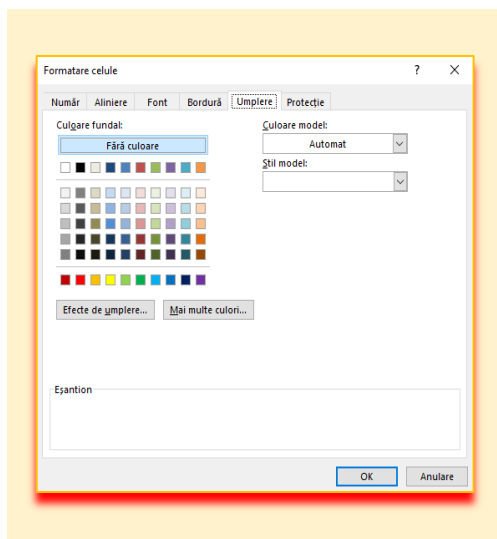 Formatare celule ? X
Număr Aliniere Font Bordură Umplere Protecție
Culoare fundal:
Fără culoare
Efecte de umplere... Mai multe culori...
Culoare model:
Automat
Stil model:
Eșantion
OK Anulare